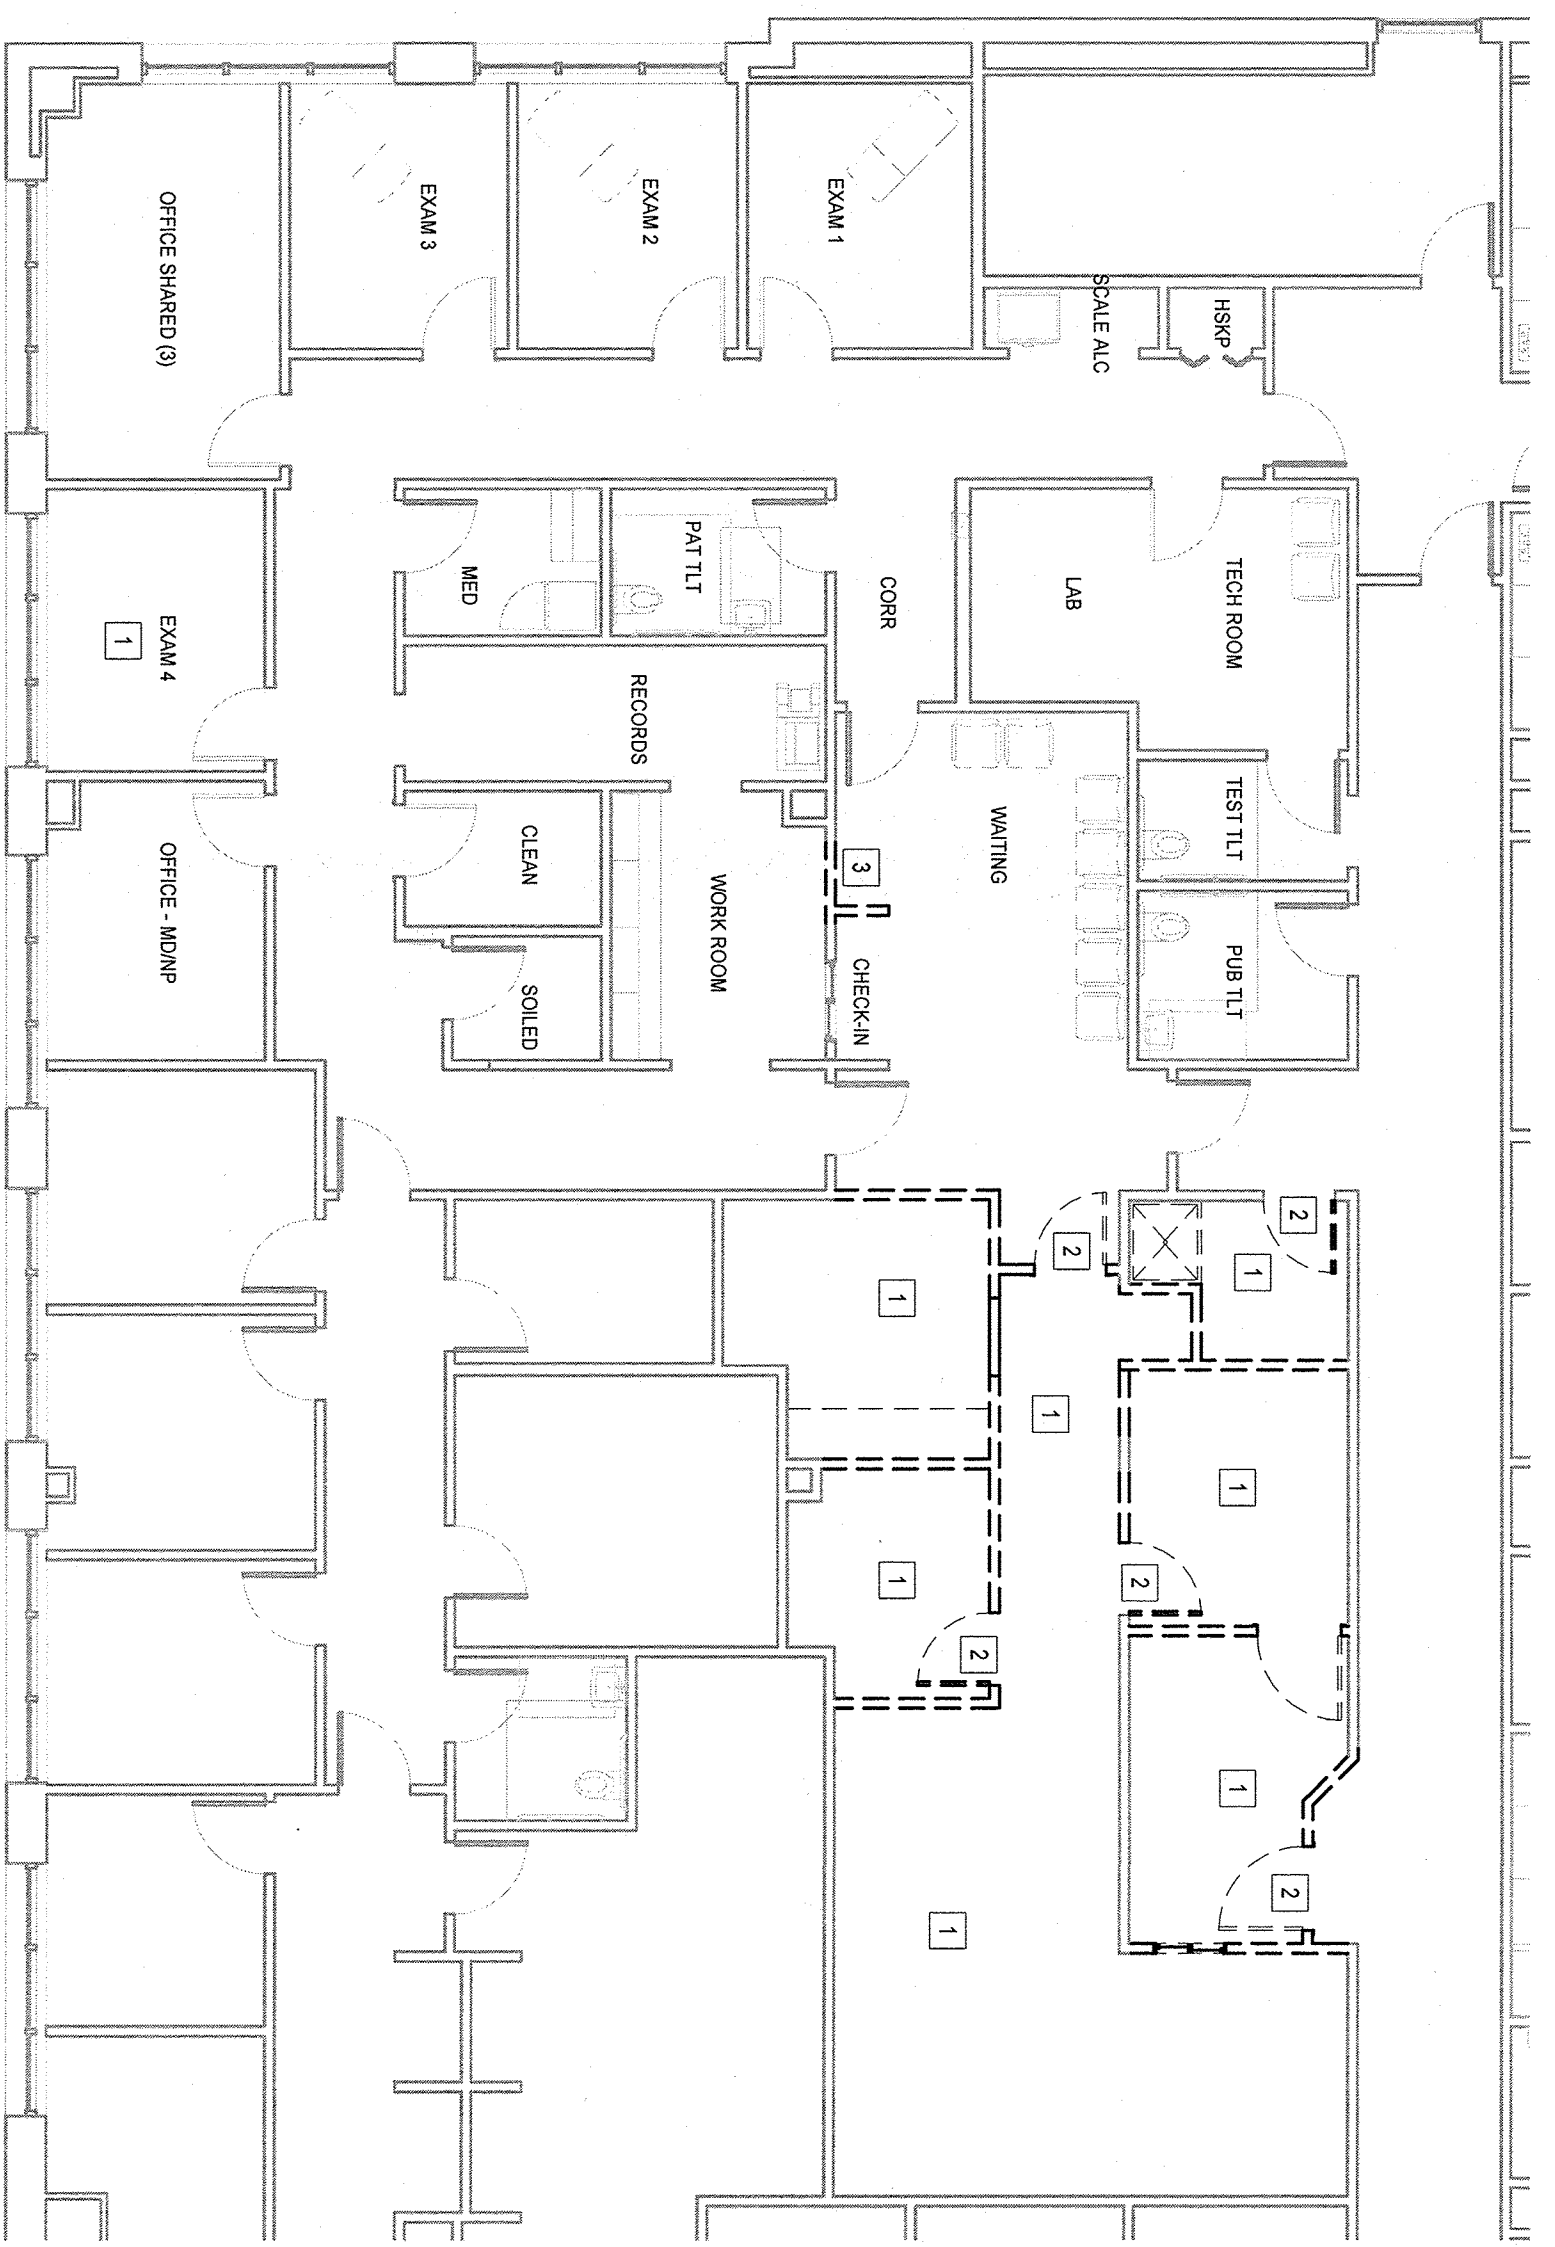 2
2
HSKP
TECH ROOM
TEST TLT
PUB TLT
1
1
1
2
SCALE ALC
LAB
2
1
WAITING
2
1
CORR
1
1
3
CHECK-IN
EXAM 1
WORK ROOM
PAT TLT
EXAM 2
RECORDS
CLEAN
SOILED
MED
EXAM 3
OFFICE SHARED (3)
EXAM 4
OFFICE - MD/NP
1